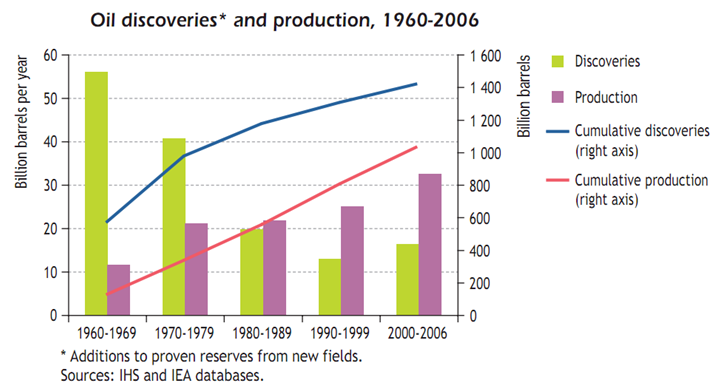 Oil discoveries* and production, 1960-2006
Billion barrels per year
60
50
40
30
20
10
0
1 600
1 400
1 200
1 000
800
600
400
200
0
Billion barrels
1960-1969 1970-1979 1980-1989 1990-1999 2000-2006
Discoveries
Production
Cumulative discoveries
(right axis)
Cumulative production
(right axis)
* Additions to proven reserves from new fields.
Sources: IHS and IEA databases.